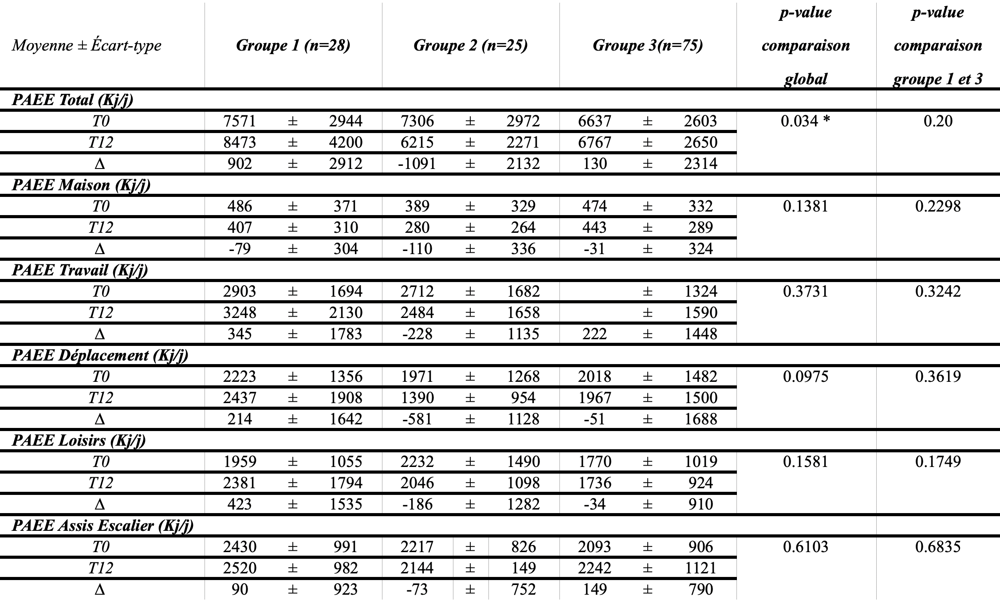 Moyenne ± Écart-type Groupe 1 (n=28) Groupe 2 (n=25) Groupe 3(n=75) p-value comparaison global p-value comparaison groupe 1 et 3
PAEE Total (Kj/j)
T0 7571 ± 2944 7306 ± 2972 6637 ± 2603 0.034 * 0.20
T12 8473 ± 4200 6215 ± 2271 6767 ± 2650
Δ 902 ± 2912 -1091 ± 2132 130 ± 2314
PAEE Maison (Kj/j)
T0 486 ± 371 389 ± 329 474 ± 332 0.1381 0.2298
T12 407 ± 310 280 ± 264 443 ± 289
Δ -79 ± 304 -110 ± 336 -31 ± 324
PAEE Travail (Kj/j)
T0 2903 ± 1694 2712 ± 1682 ± 1324 0.3731 0.3242
T12 3248 ± 2130 2484 ± 1658 ± 1590
Δ 345 ± 1783 -228 ± 1135 222 ± 1448
PAEE Déplacement (Kj/j)
T0 2223 ± 1356 1971 ± 1268 2018 ± 1482 0.0975 0.3619
T12 2437 ± 1908 1390 ± 954 1967 ± 1500
Δ 214 ± 1642 -581 ± 1128 -51 ± 1688
PAEE Loisirs (Kj/j)
T0 1959 ± 1055 2232 ± 1490 1770 ± 1019 0.1581 0.1749
T12 2381 ± 1794 2046 ± 1098 1736 ± 924
Δ 423 ± 1535 -186 ± 1282 -34 ± 910
PAEE Assis Escalier (Kj/j)
T0 2430 ± 991 2217 ± 826 2093 ± 906 0.6103 0.6835
T12 2520 ± 982 2144 ± 149 2242 ± 1121
Δ 90 ± 923 -73 ± 752 149 ± 790